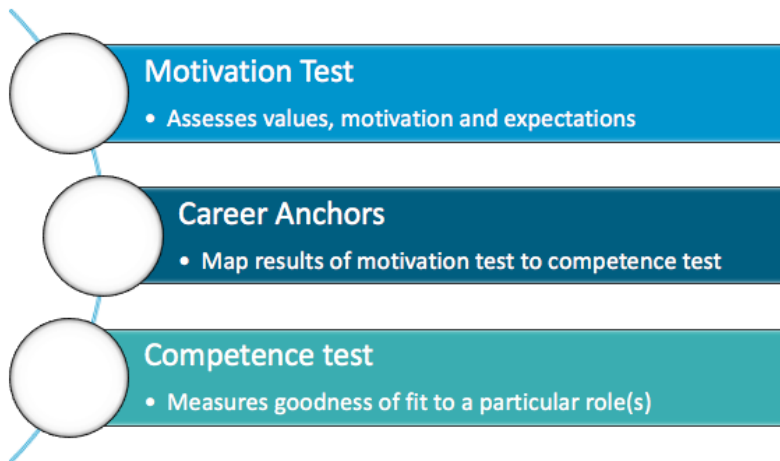 Motivation Test
• Assesses values, motivation and expectations
Career Anchors
• Map results of motivation test to competence test
Competence test
• Measures goodness of fit to a particular role(s)